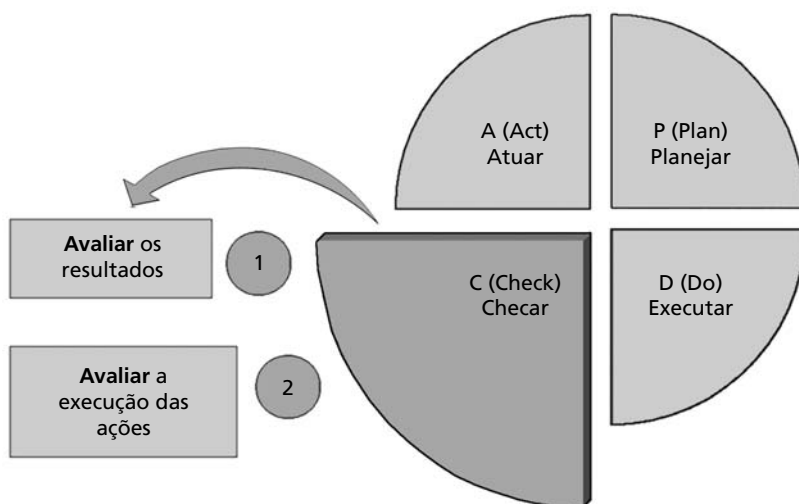 A (Act)
Atuar
P (Plan)
Planejar
Avaliar os
resultados
1
C (Check)
Checar
D (Do)
Executar
Avaliar a
execução das
ações
2